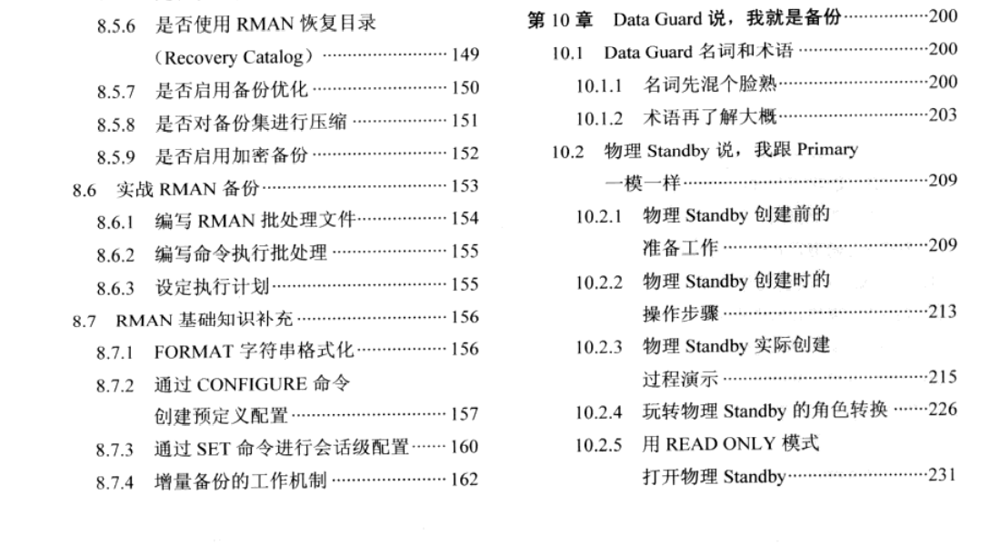 8.5.6 是否使用 RMAN 恢复目录
（Recovery Catalog）……………………149
8.5.7 是否启用备份优化……………………150
8.5.8 是否对备份集进行压缩………………151
8.5.9 是否启用加密备份……………………152
8.6 实战 RMAN 备份……………………………153
8.6.1 编写 RMAN 批处理文件………………154
8.6.2 编写命令执行批处理…………………155
8.6.3 设定执行计划…………………………155
8.7 RMAN 基础知识补充………………………156
8.7.1 FORMAT 字符串格式化………………156
8.7.2 通过 CONFIGURE 命令
创建预定义配置………………………157
8.7.3 通过 SET 命令进行会话级配置……160
8.7.4 增量备份的工作机制…………………162
第 10 章 Data Guard 说，我就是备份……………200
10.1 Data Guard 名词和术语……………………200
10.1.1 名词先混个脸熟………………………200
10.1.2 术语再了解大概………………………203
10.2 物理 Standby 说，我跟 Primary
一模一样……………………………………209
10.2.1 物理 Standby 创建前的
准备工作………………………………209
10.2.2 物理 Standby 创建时的
操作步骤………………………………213
10.2.3 物理 Standby 实际创建
过程演示………………………………215
10.2.4 玩转物理 Standby 的角色转换……226
10.2.5 用 READ ONLY 模式
打开物理 Standby……………………231